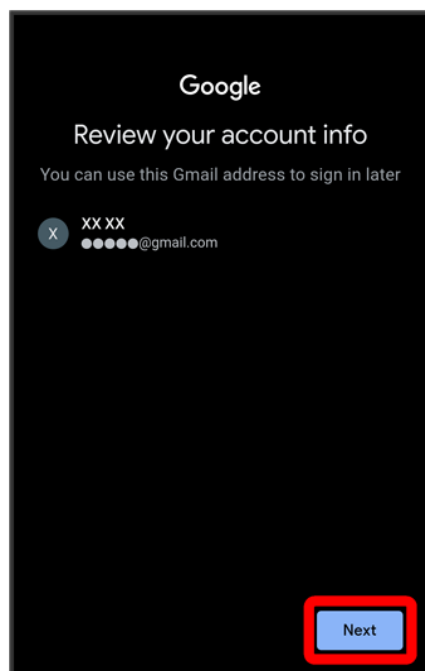 Google
Review your account info
You can use this Gmail address to sign in later
X
XX XX
●●●●●@gmail.com
Next